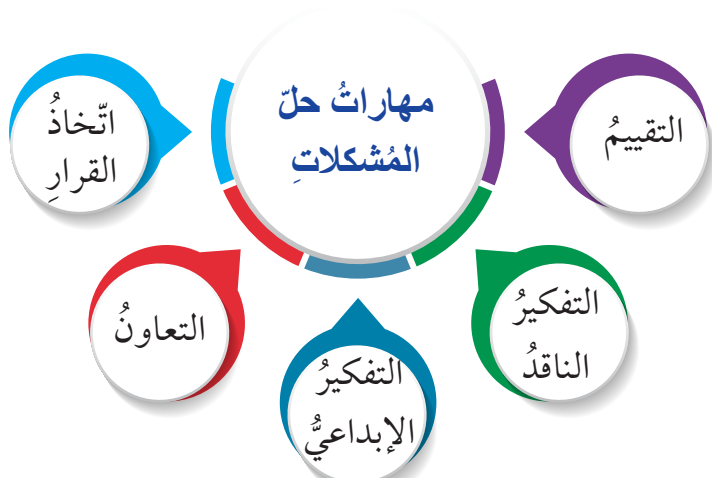 مهاراتُ حلّ
المُشكلاتِ
التقييمُ
التفكيرُ
الناقدُ
التفكيرُ
الإبداعيُّ
التعاونُ
اتّخاذُ
القرارِ